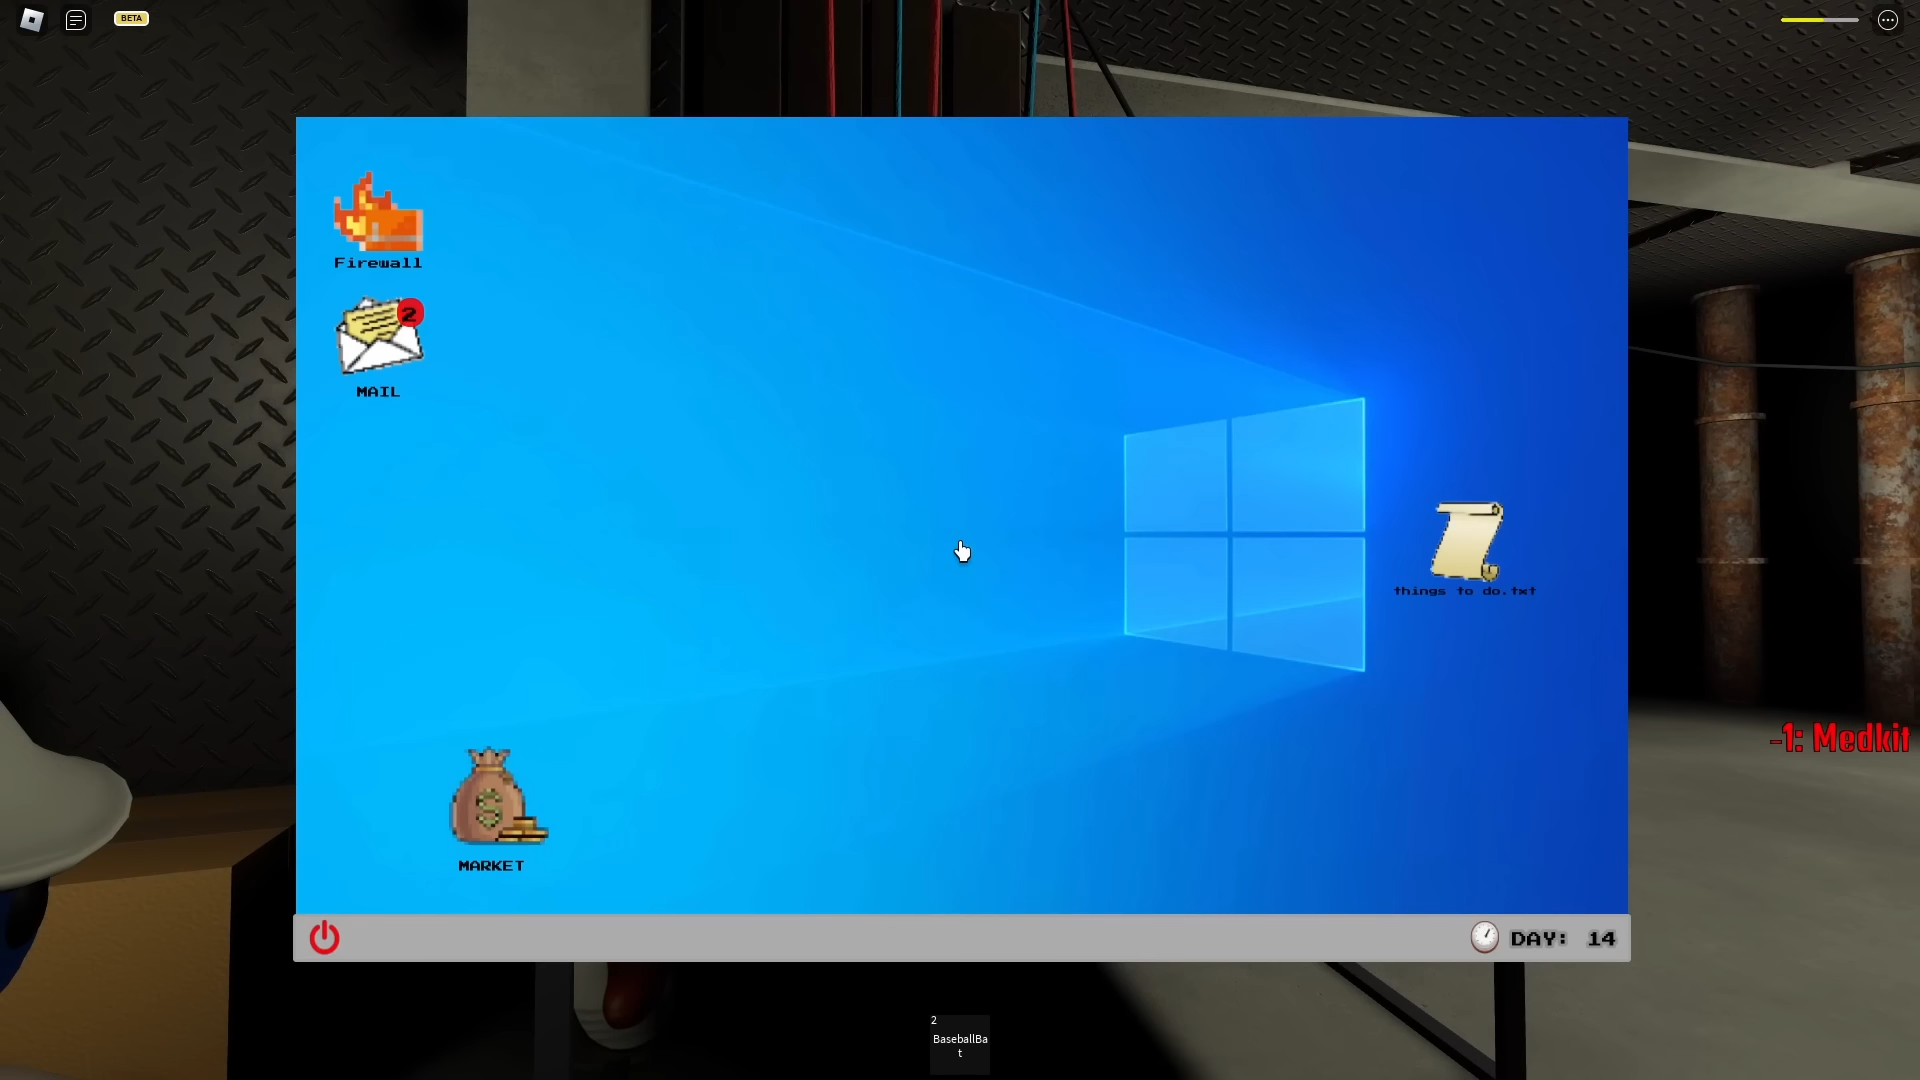 BETA
Firewall
2
MAIL
things to do.txt
-1: Medkit
MARKET
DAY: 14
2
BaseballBa
t